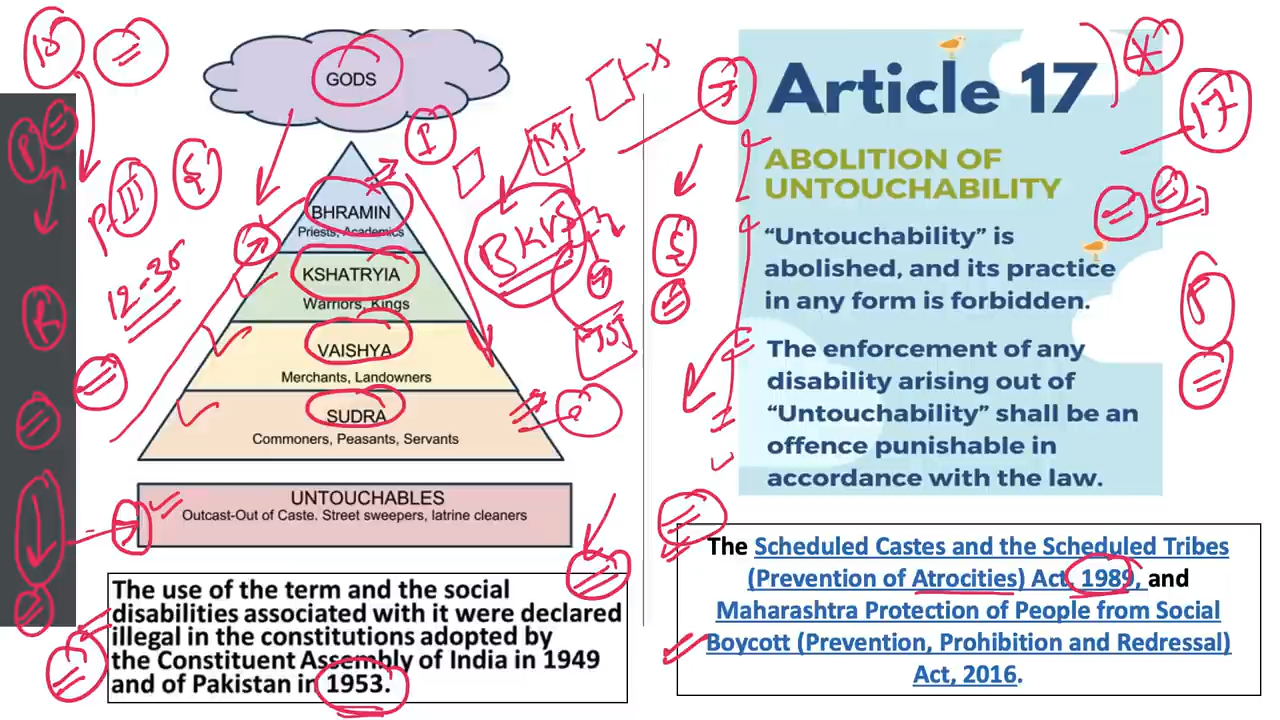 GODS
BHRAMIN
Priests, Academics
KSHATRYIA
Warriors, Kings
VAISHYA
Merchants, Landowners
SUDRA
Commoners, Peasants, Servants
UNTOUCHABLES
Outcast-Out of Caste. Street sweepers, latrine cleaners
The use of the term and the social
disabilities associated with it were declared
illegal in the constitutions adopted by
the Constituent Assembly of India in 1949
and of Pakistan in 1953.
12-35
P-III
I
17
Article 17
ABOLITION OF
UNTOUCHABILITY
“Untouchability” is
abolished, and its practice
in any form is forbidden.
The enforcement of any
disability arising out of
“Untouchability” shall be an
offence punishable in
accordance with the law.
The Scheduled Castes and the Scheduled Tribes
(Prevention of Atrocities) Act, 1989, and
Maharashtra Protection of People from Social
Boycott (Prevention, Prohibition and Redressal)
Act, 2016.